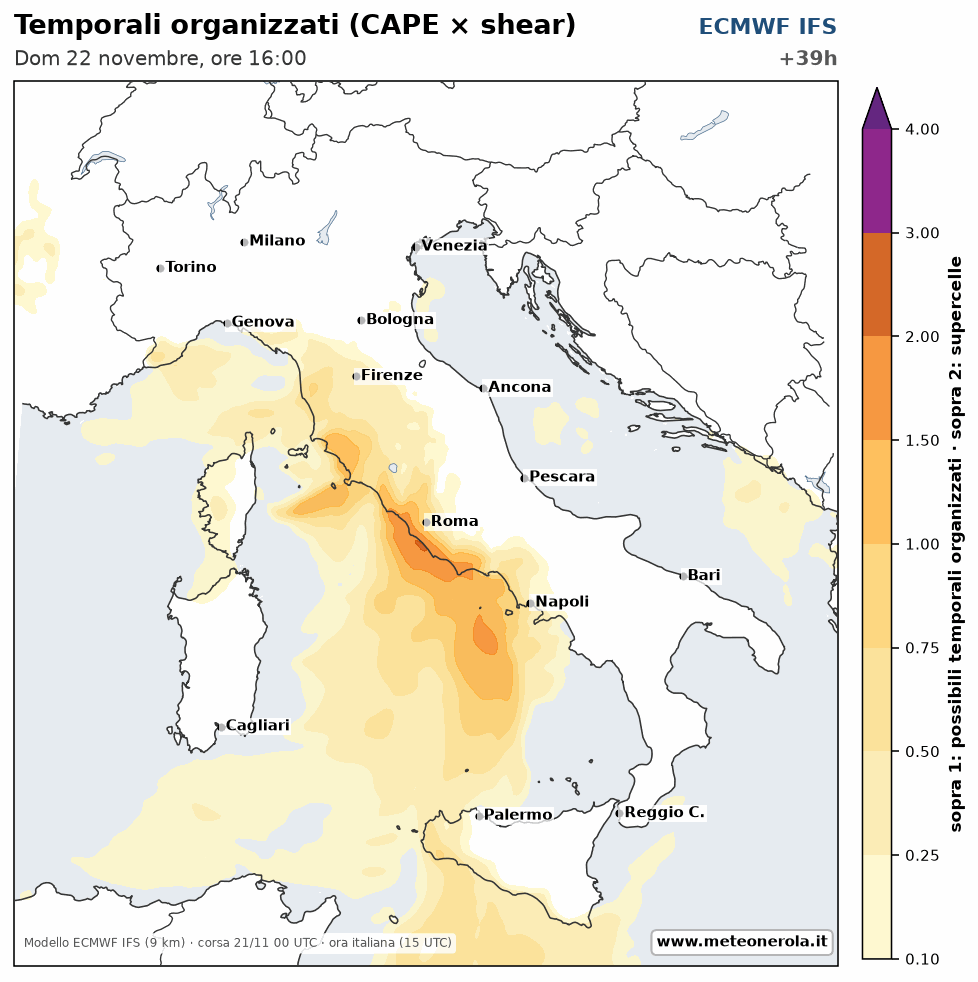 Temporali organizzati (CAPE × shear)
ECMWF IFS
Dom 22 novembre, ore 16:00
+39h
Milano
Venezia
Torino
Genova
Bologna
Firenze
Ancona
Pescara
Roma
Bari
Napoli
Cagliari
Palermo
Reggio C.
4.00
3.00
2.00
1.50
1.00
0.75
0.50
0.25
0.10
sopra 1: possibili temporali organizzati · sopra 2: supercelle
Modello ECMWF IFS (9 km) · corsa 21/11 00 UTC · ora italiana (15 UTC)
www.meteonerola.it